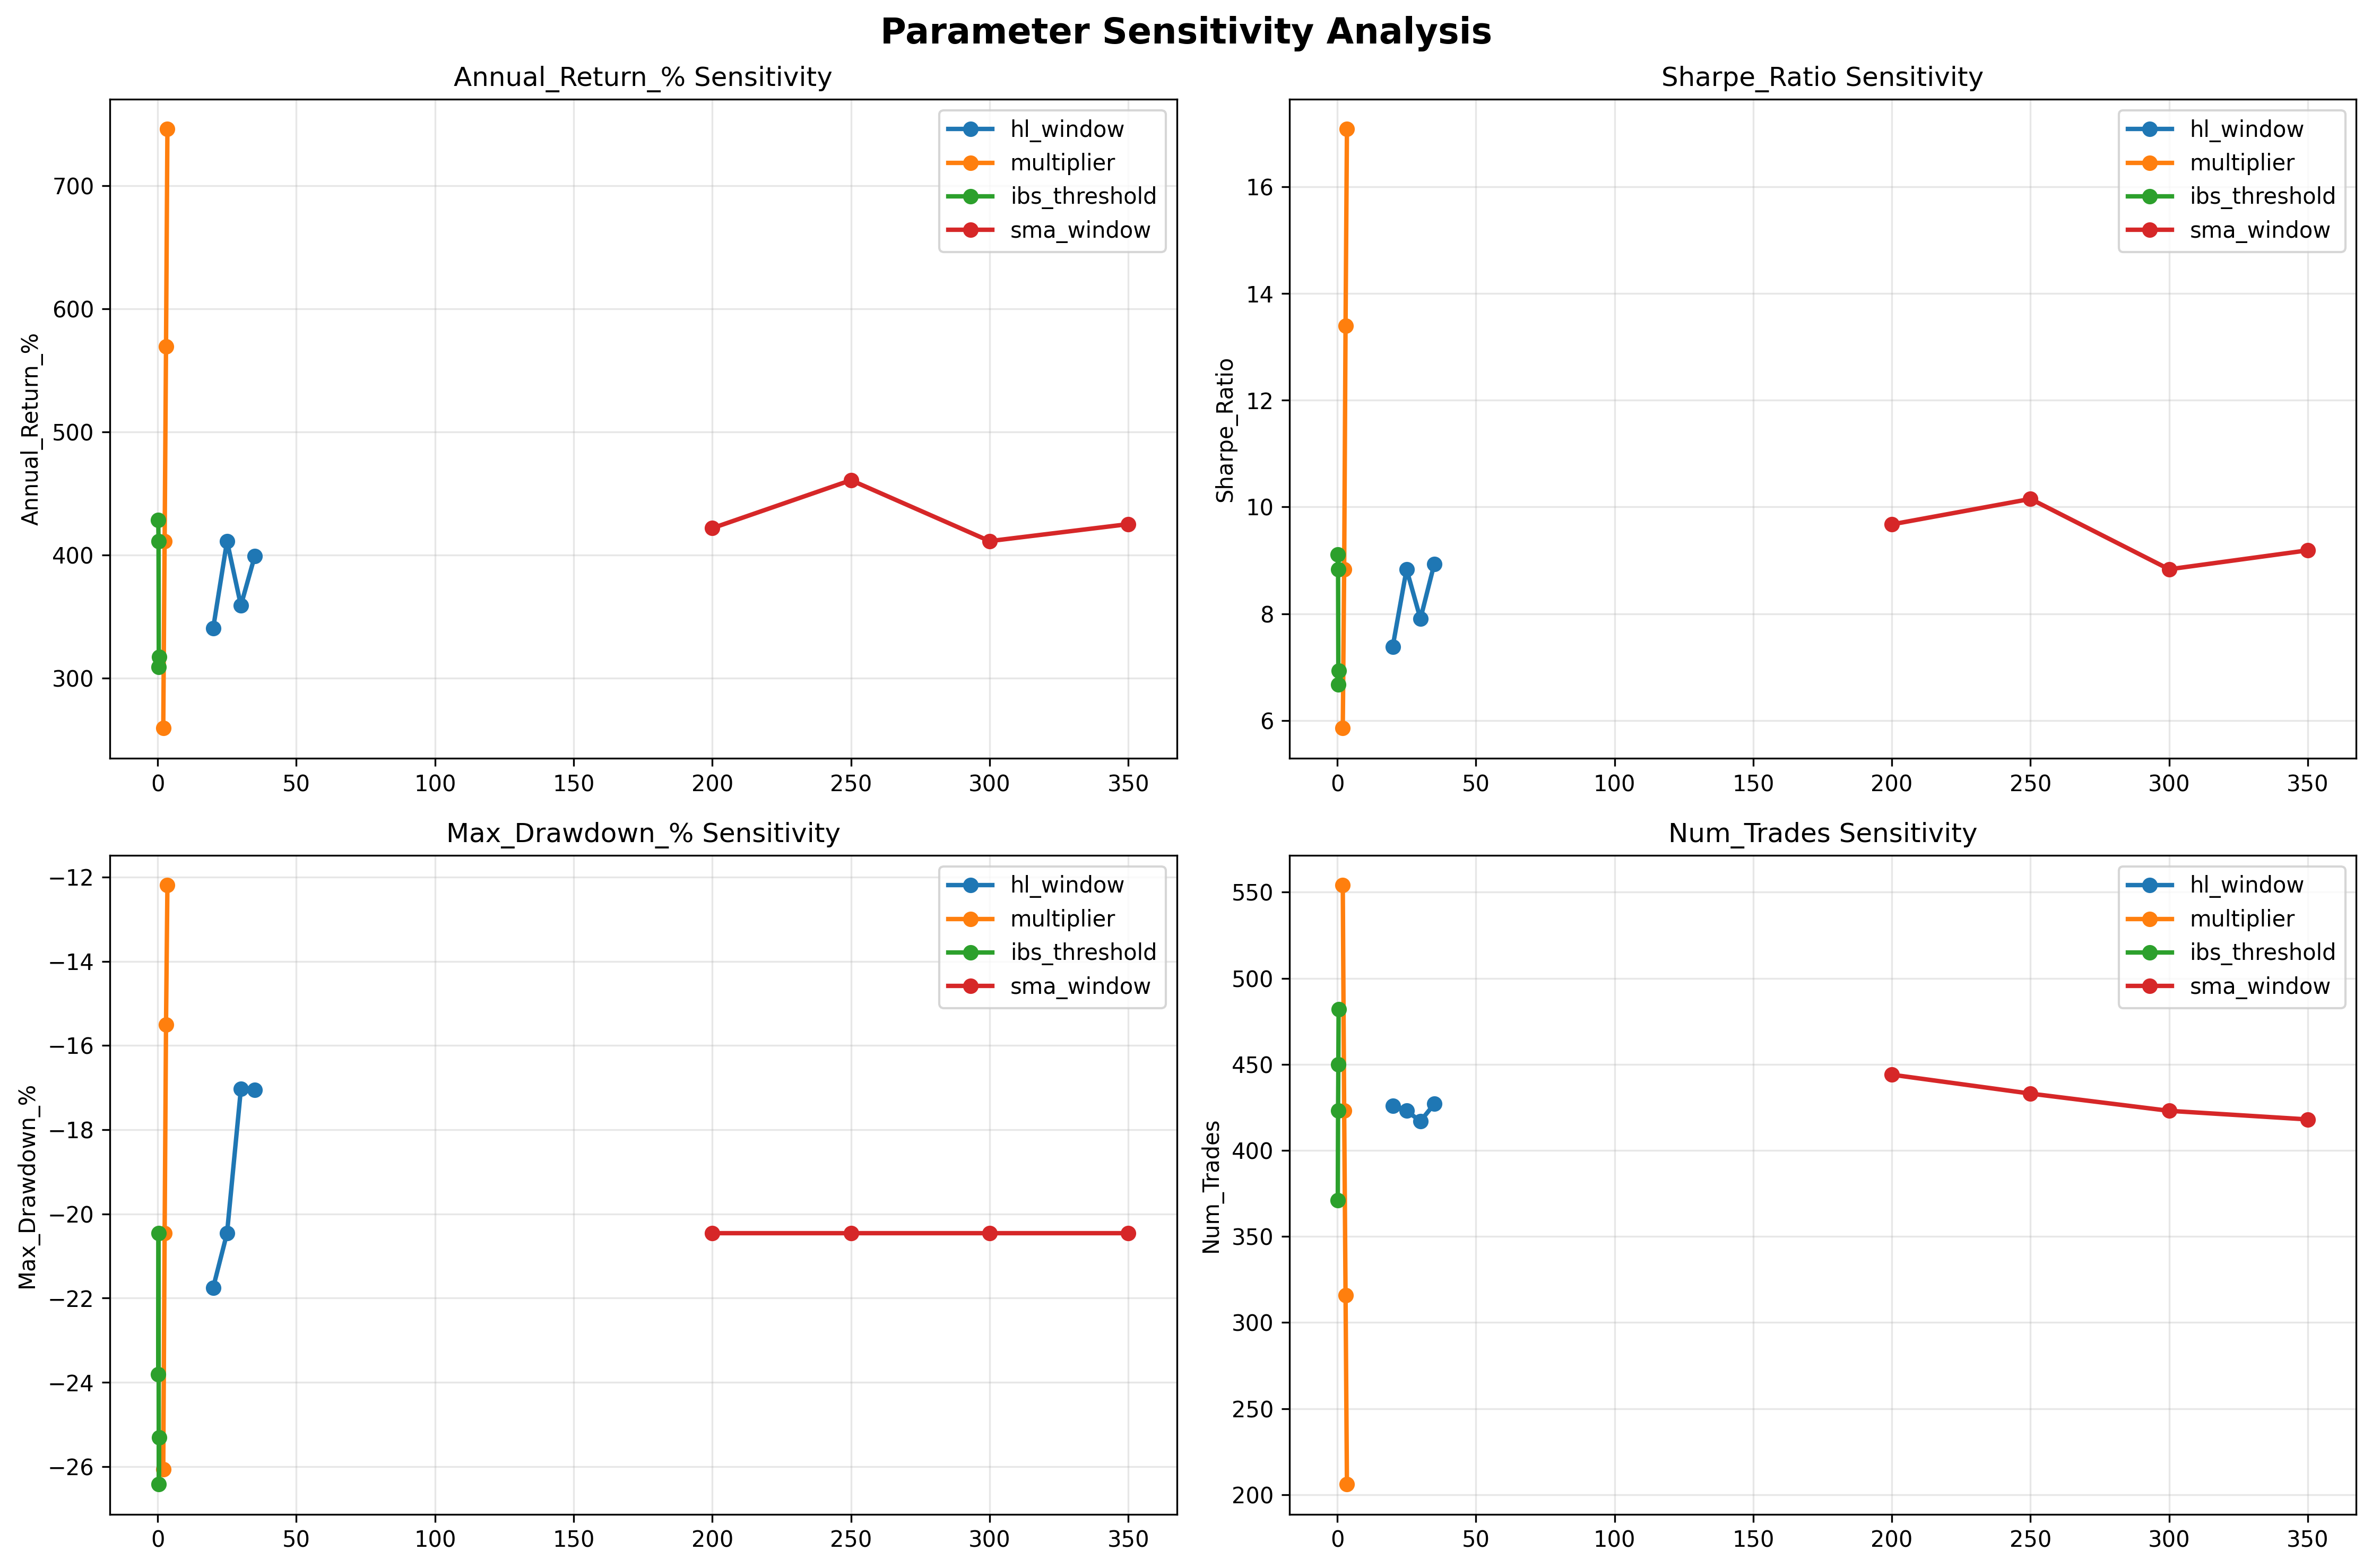 Parameter Sensitivity Analysis
Annual_Return_% Sensitivity
Annual_Return_%
700
600
500
400
300
0 50 100 150 200 250 300 350
hl_window
multiplier
ibs_threshold
sma_window
Sharpe_Ratio Sensitivity
Sharpe_Ratio
16
14
12
10
8
6
0 50 100 150 200 250 300 350
hl_window
multiplier
ibs_threshold
sma_window
Max_Drawdown_% Sensitivity
Max_Drawdown_%
−12
−14
−16
−18
−20
−22
−24
−26
0 50 100 150 200 250 300 350
hl_window
multiplier
ibs_threshold
sma_window
Num_Trades Sensitivity
Num_Trades
550
500
450
400
350
300
250
200
0 50 100 150 200 250 300 350
hl_window
multiplier
ibs_threshold
sma_window